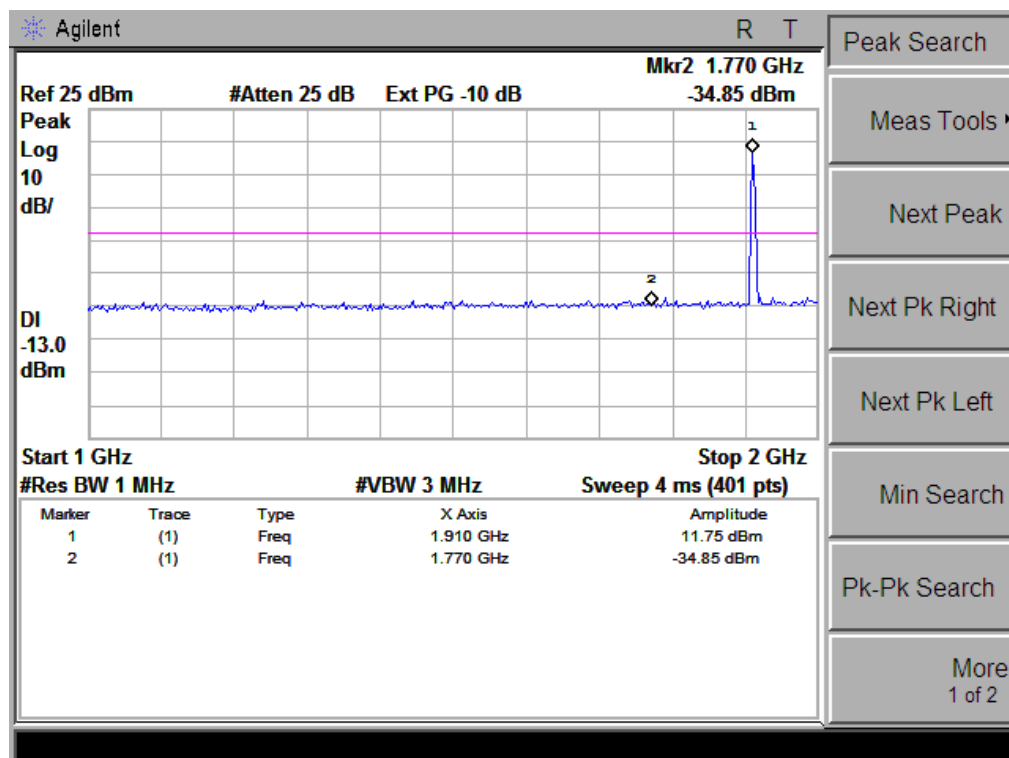 Agilent
R T
Peak Search
Mkr2 1.770 GHz
Ref 25 dBm #Atten 25 dB Ext PG -10 dB -34.85 dBm
Peak
Log
10
dB/
1
2
DI
-13.0
dBm
Start 1 GHz Stop 2 GHz
#Res BW 1 MHz #VBW 3 MHz Sweep 4 ms (401 pts)
Marker Trace Type X Axis Amplitude
1 (1) Freq 1.910 GHz 11.75 dBm
2 (1) Freq 1.770 GHz -34.85 dBm
Meas Tools
Next Peak
Next Pk Right
Next Pk Left
Min Search
Pk-Pk Search
More
1 of 2